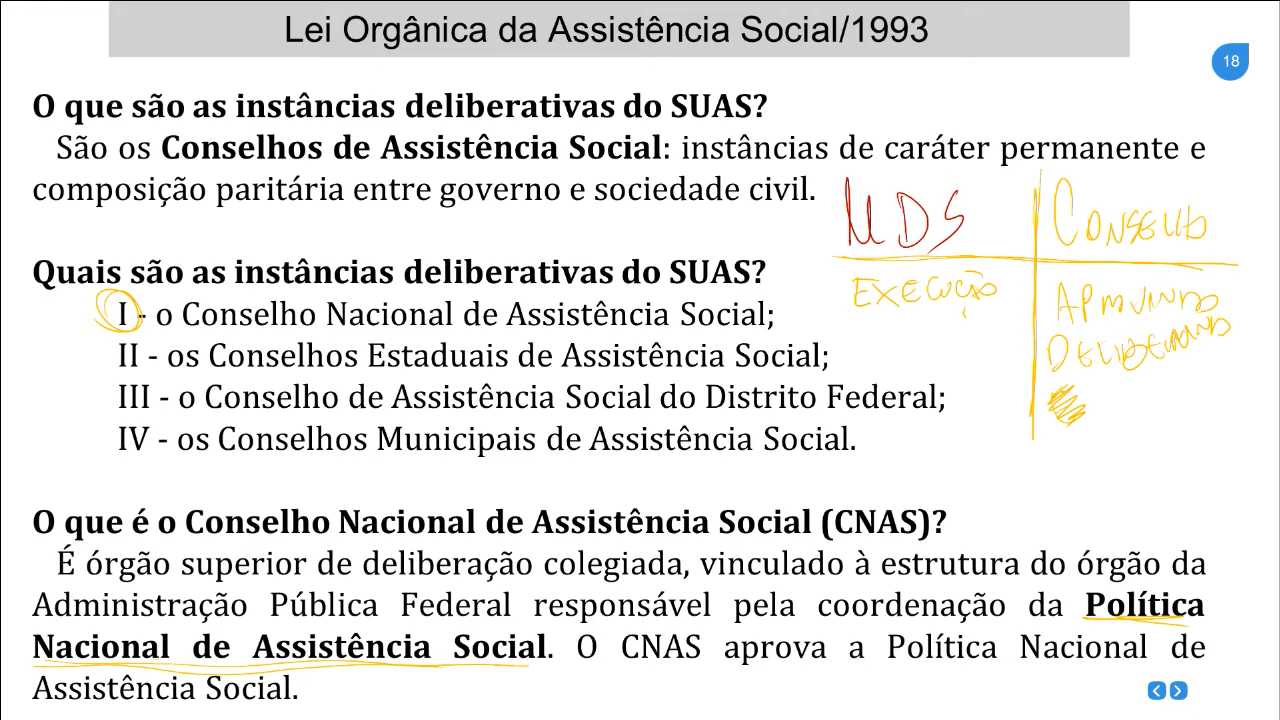 Lei Orgânica da Assistência Social/1993
18
O que são as instâncias deliberativas do SUAS?
São os Conselhos de Assistência Social: instâncias de caráter permanente e
composição paritária entre governo e sociedade civil.
MDS
CONSELHO
Quais são as instâncias deliberativas do SUAS?
EXECUÇÃO
I - o Conselho Nacional de Assistência Social;
APROVANDO
II - os Conselhos Estaduais de Assistência Social;
DELIBERANDO
III - o Conselho de Assistência Social do Distrito Federal;
IV - os Conselhos Municipais de Assistência Social.
O que é o Conselho Nacional de Assistência Social (CNAS)?
É órgão superior de deliberação colegiada, vinculado à estrutura do órgão da
Administração Pública Federal responsável pela coordenação da Política
Nacional de Assistência Social. O CNAS aprova a Política Nacional de
Assistência Social.